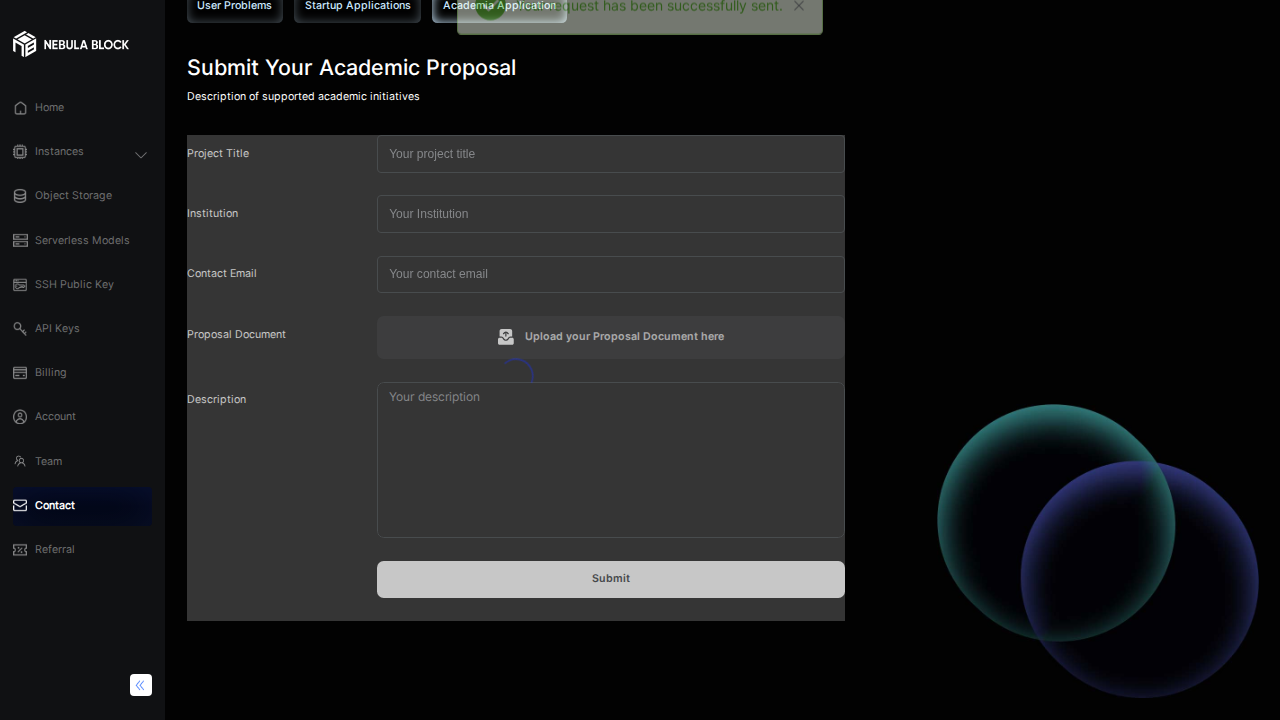 User Problems
Startup Applications
Academia Application
request has been successfully sent.
NEBULA BLOCK
Submit Your Academic Proposal
Description of supported academic initiatives
Home
Instances
Object Storage
Serverless Models
SSH Public Key
API Keys
Billing
Account
Team
Contact
Referral
Project Title
Your project title
Institution
Your Institution
Contact Email
Your contact email
Proposal Document
Upload your Proposal Document here
Description
Your description
Submit